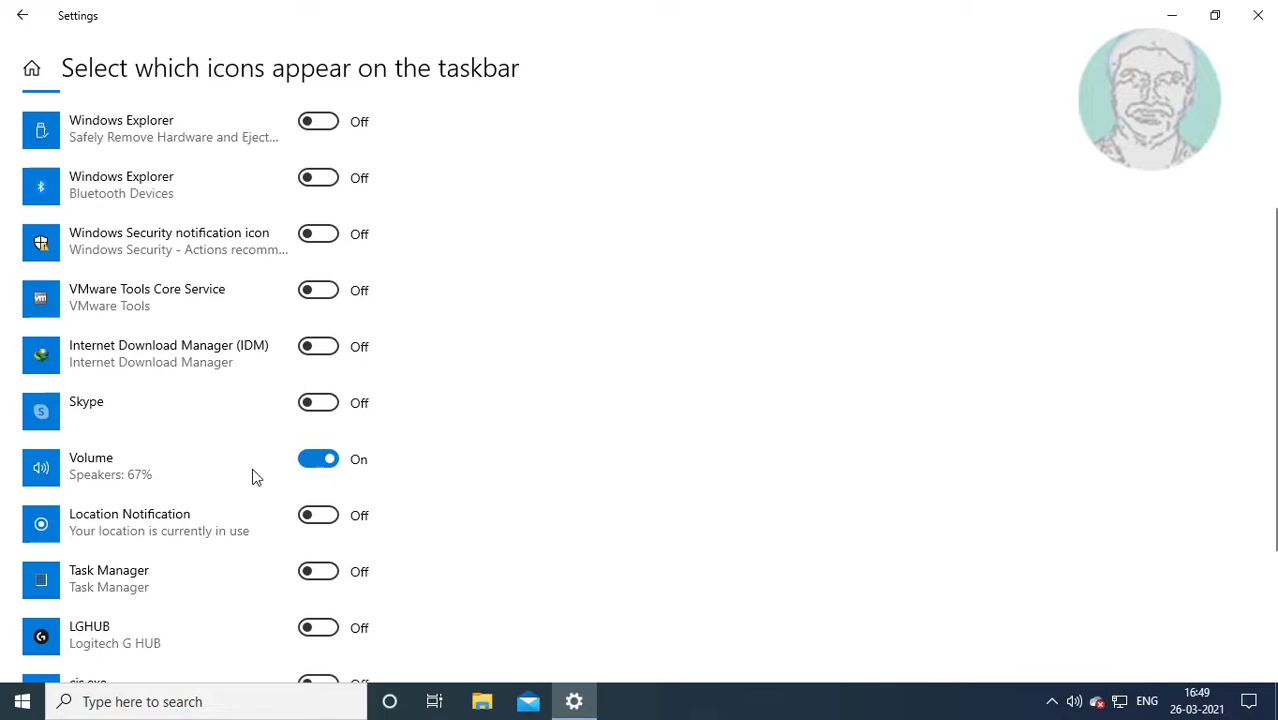 Settings
Select which icons appear on the taskbar
Windows Explorer
Safely Remove Hardware and Eject...
Off
Windows Explorer
Bluetooth Devices
Off
Windows Security notification icon
Windows Security - Actions recomm...
Off
VMware Tools Core Service
VMware Tools
Off
Internet Download Manager (IDM)
Internet Download Manager
Off
Skype
Off
Volume
Speakers: 67%
On
Location Notification
Your location is currently in use
Off
Task Manager
Task Manager
Off
LGHUB
Logitech G HUB
Off
Type here to search
ENG
16:49
26-03-2021